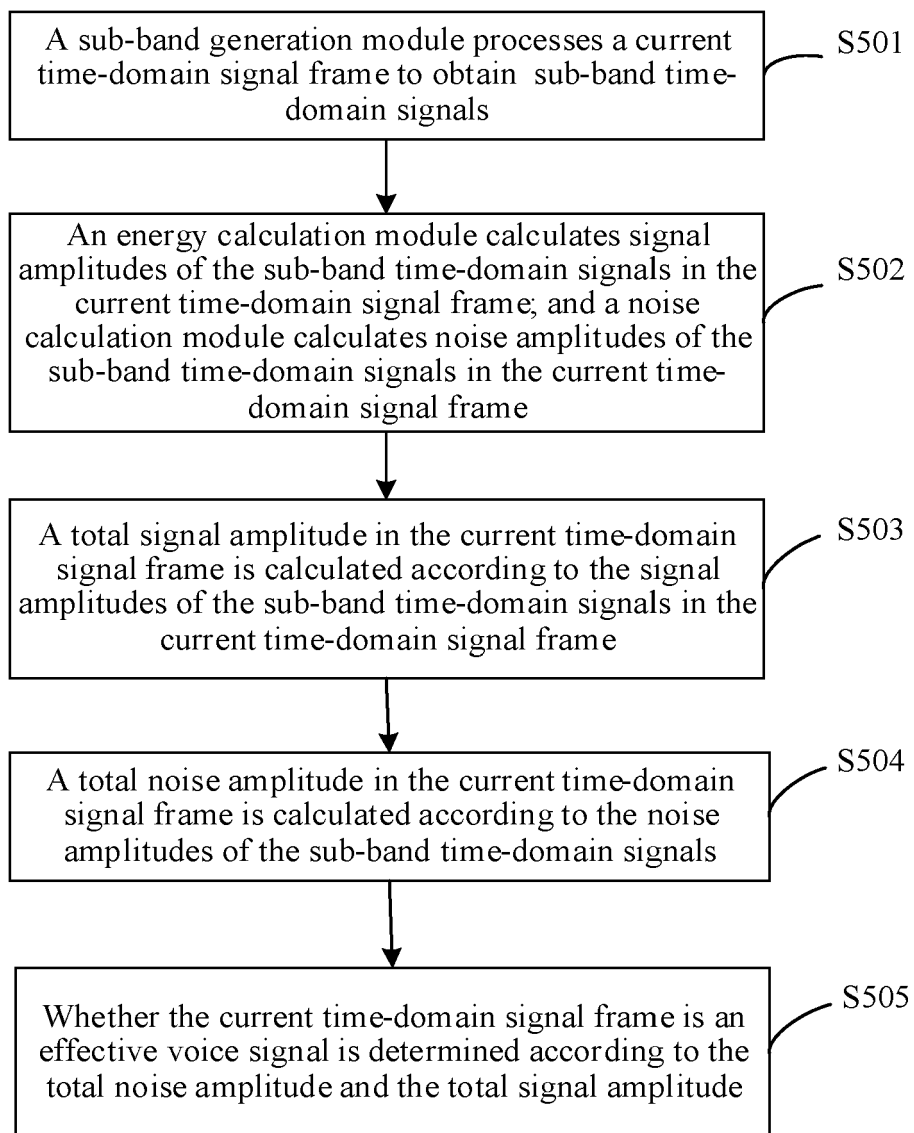 A sub-band generation module processes a current
time-domain signal frame to obtain sub-band time-
domain signals
S501
An energy calculation module calculates signal
amplitudes of the sub-band time-domain signals in the
current time-domain signal frame; and a noise
calculation module calculates noise amplitudes of the
sub-band time-domain signals in the current time-
domain signal frame
S502
A total signal amplitude in the current time-domain
signal frame is calculated according to the signal
amplitudes of the sub-band time-domain signals in the
current time-domain signal frame
S503
A total noise amplitude in the current time-domain
signal frame is calculated according to the noise
amplitudes of the sub-band time-domain signals
S504
Whether the current time-domain signal frame is an
effective voice signal is determined according to the
total noise amplitude and the total signal amplitude
S505